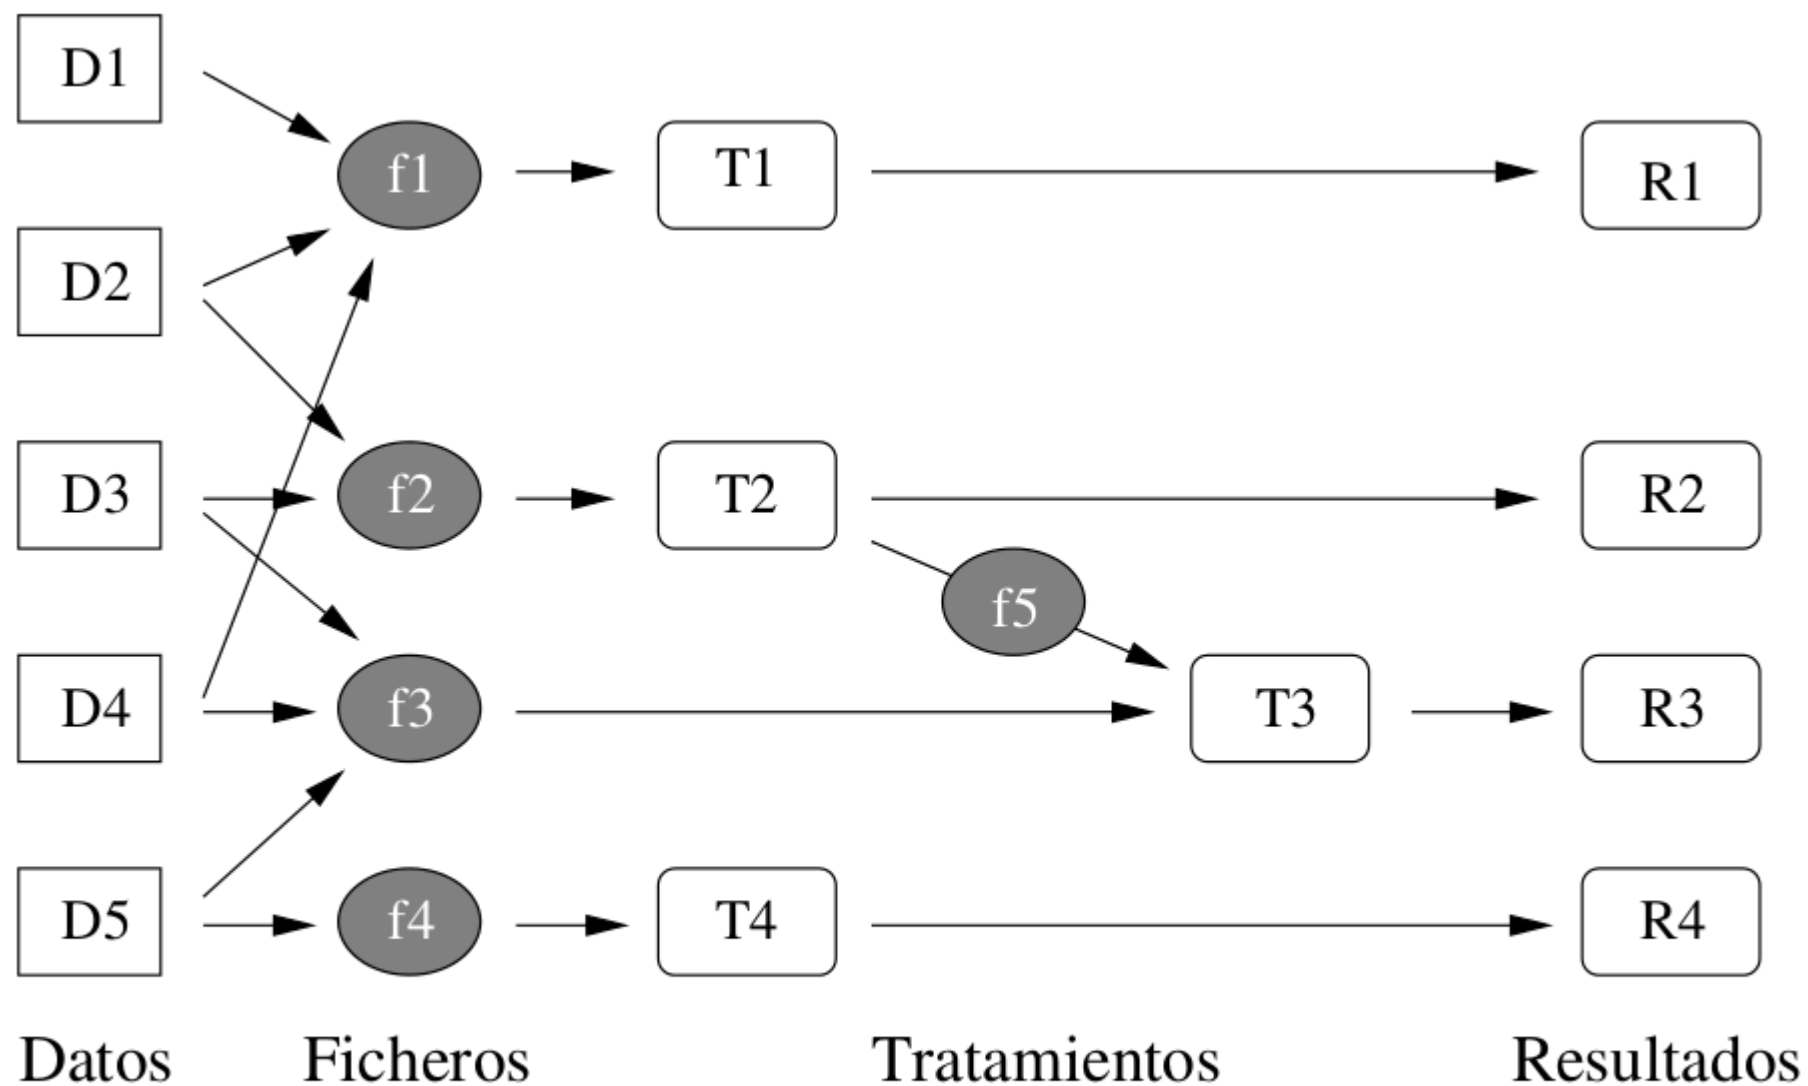 D1
f1 T1 R1
D2
D3 f2 T2 R2
f5
D4 f3 T3 R3
D5 f4 T4 R4
Datos Ficheros Tratamientos Resultados